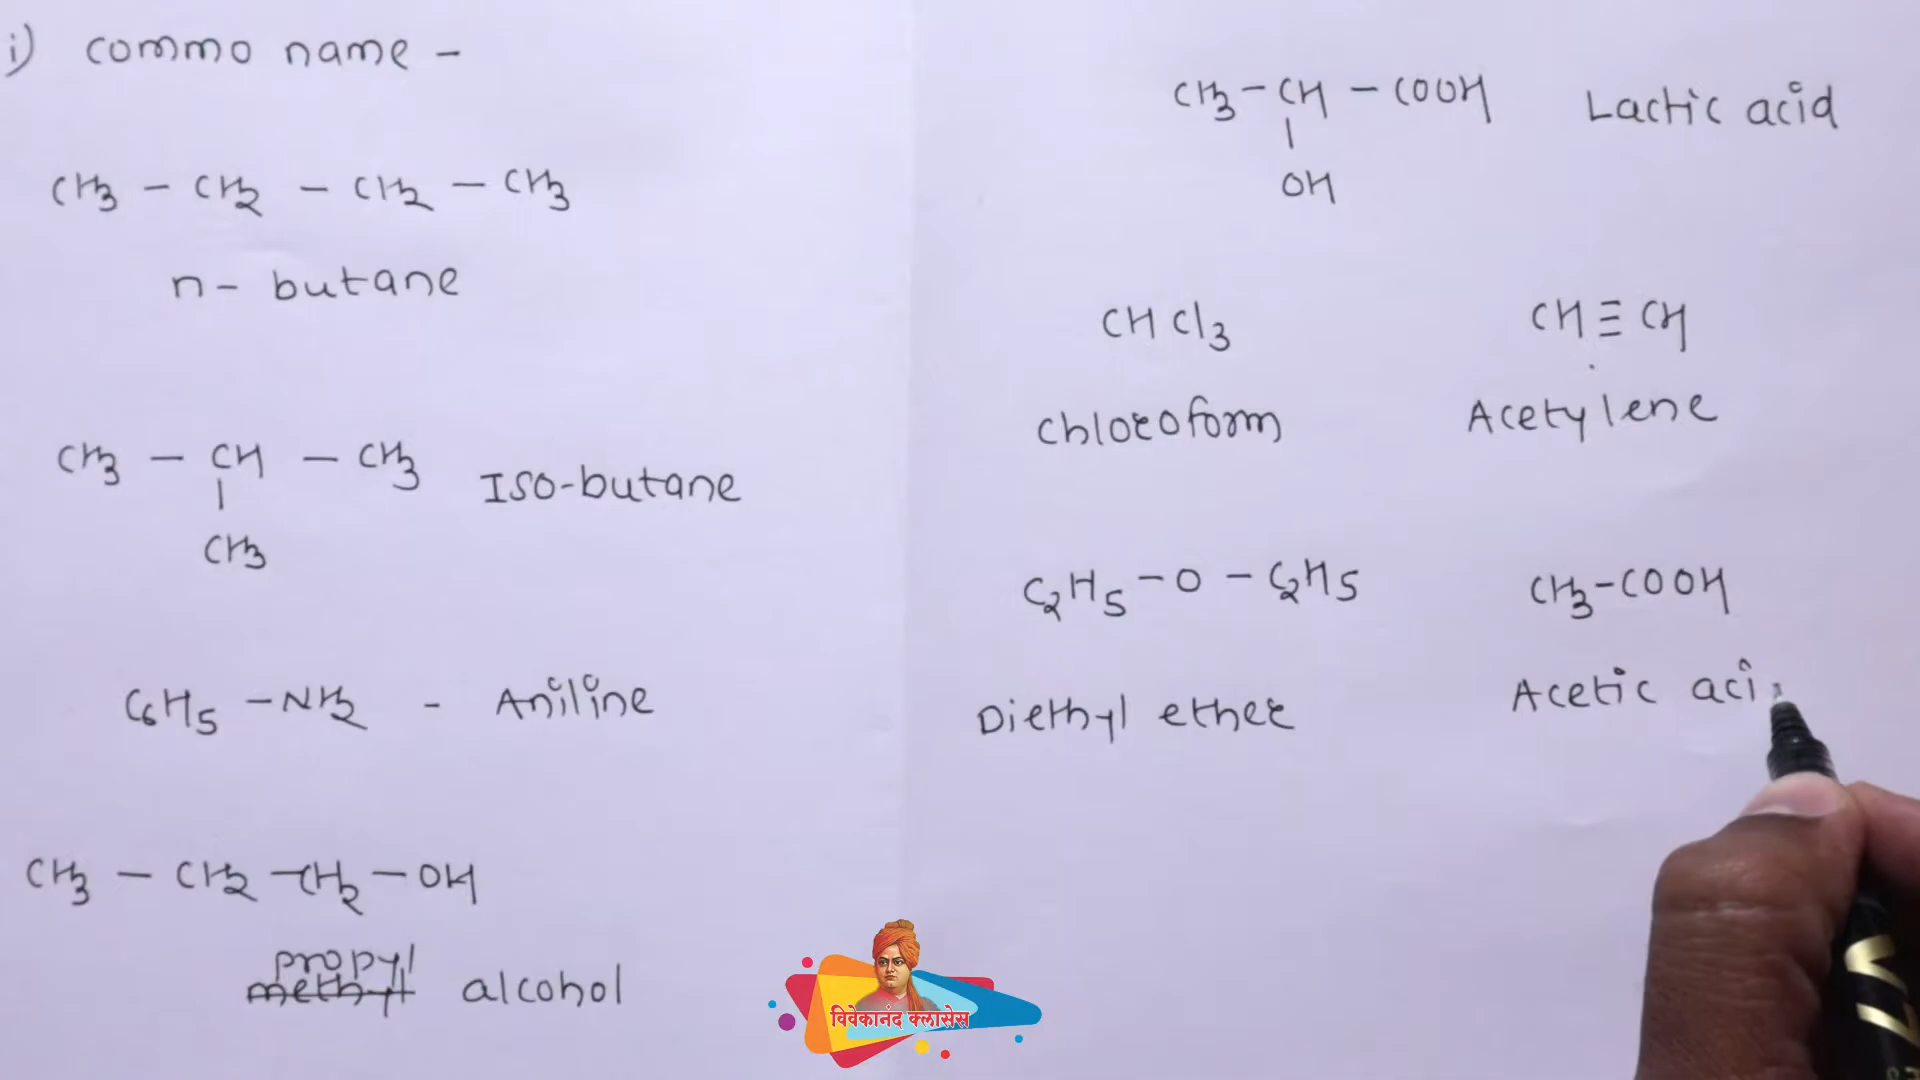 i) commo name -
CH3 - CH2 - CH2 - CH3
n- butane
CH3 - CH - CH3 Iso-butane
|
CH3
C6H5 - NH2 - Aniline
CH3 - CH2 - CH2 - OH
propyl
methyl alcohol
CH3 - CH - COOH Lactic acid
|
OH
CHCl3 CH≡CH
Chloroform Acetylene
C2H5 - O - C2H5 CH3-COOH
Diethyl ether Acetic aci
विवेकानंद क्लासेस
V7